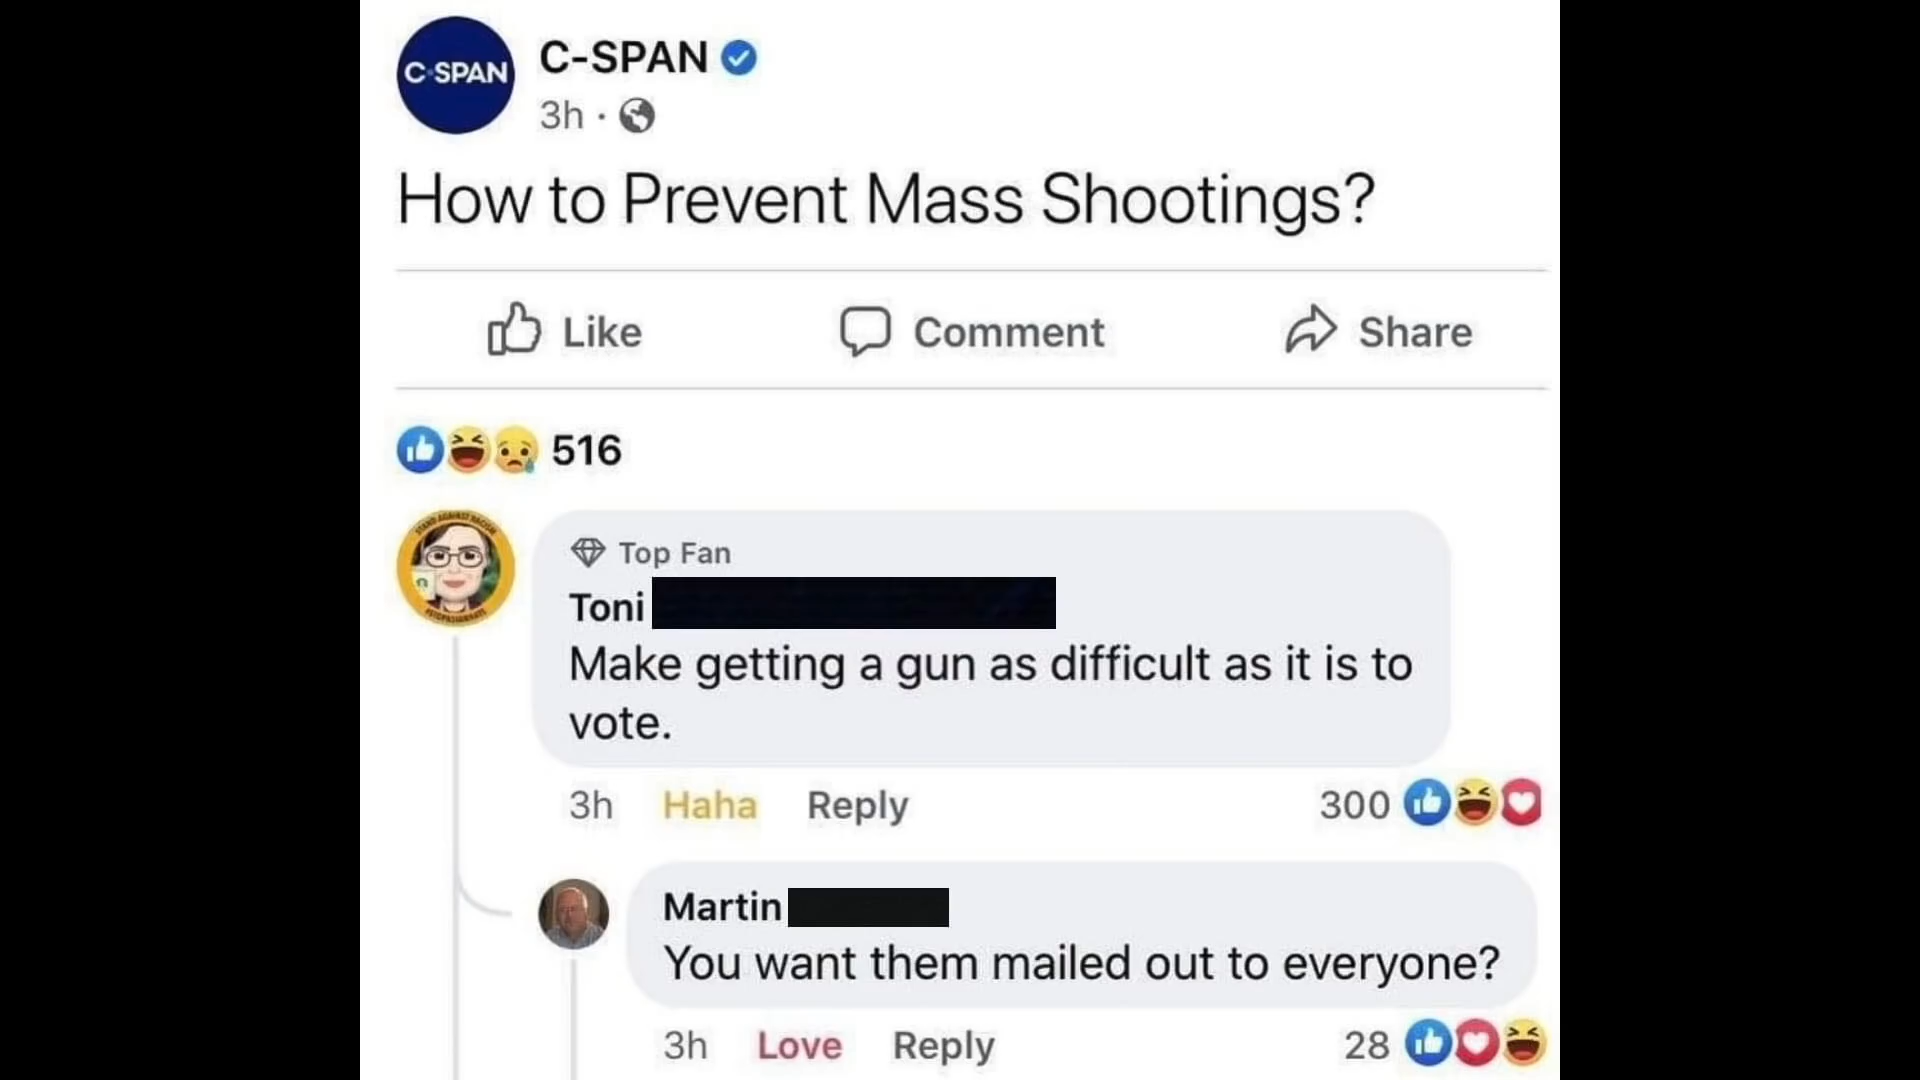 C-SPAN
C-SPAN
3h ·
How to Prevent Mass Shootings?
Like Comment Share
516
Top Fan
Toni
Make getting a gun as difficult as it is to
vote.
3h Haha Reply 300
Martin
You want them mailed out to everyone?
3h Love Reply 28